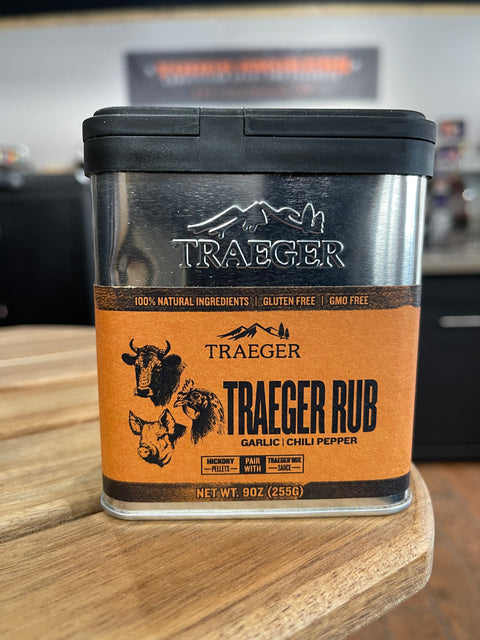 TRAEGER
100% NATURAL INGREDIENTS | GLUTEN FREE | GMO FREE
TRAEGER
TRAEGER RUB
GARLIC | CHILI PEPPER
HICKORY PELLETS
PAIR WITH
TRAEGER'QUE SAUCE
NET WT. 9OZ (255G)